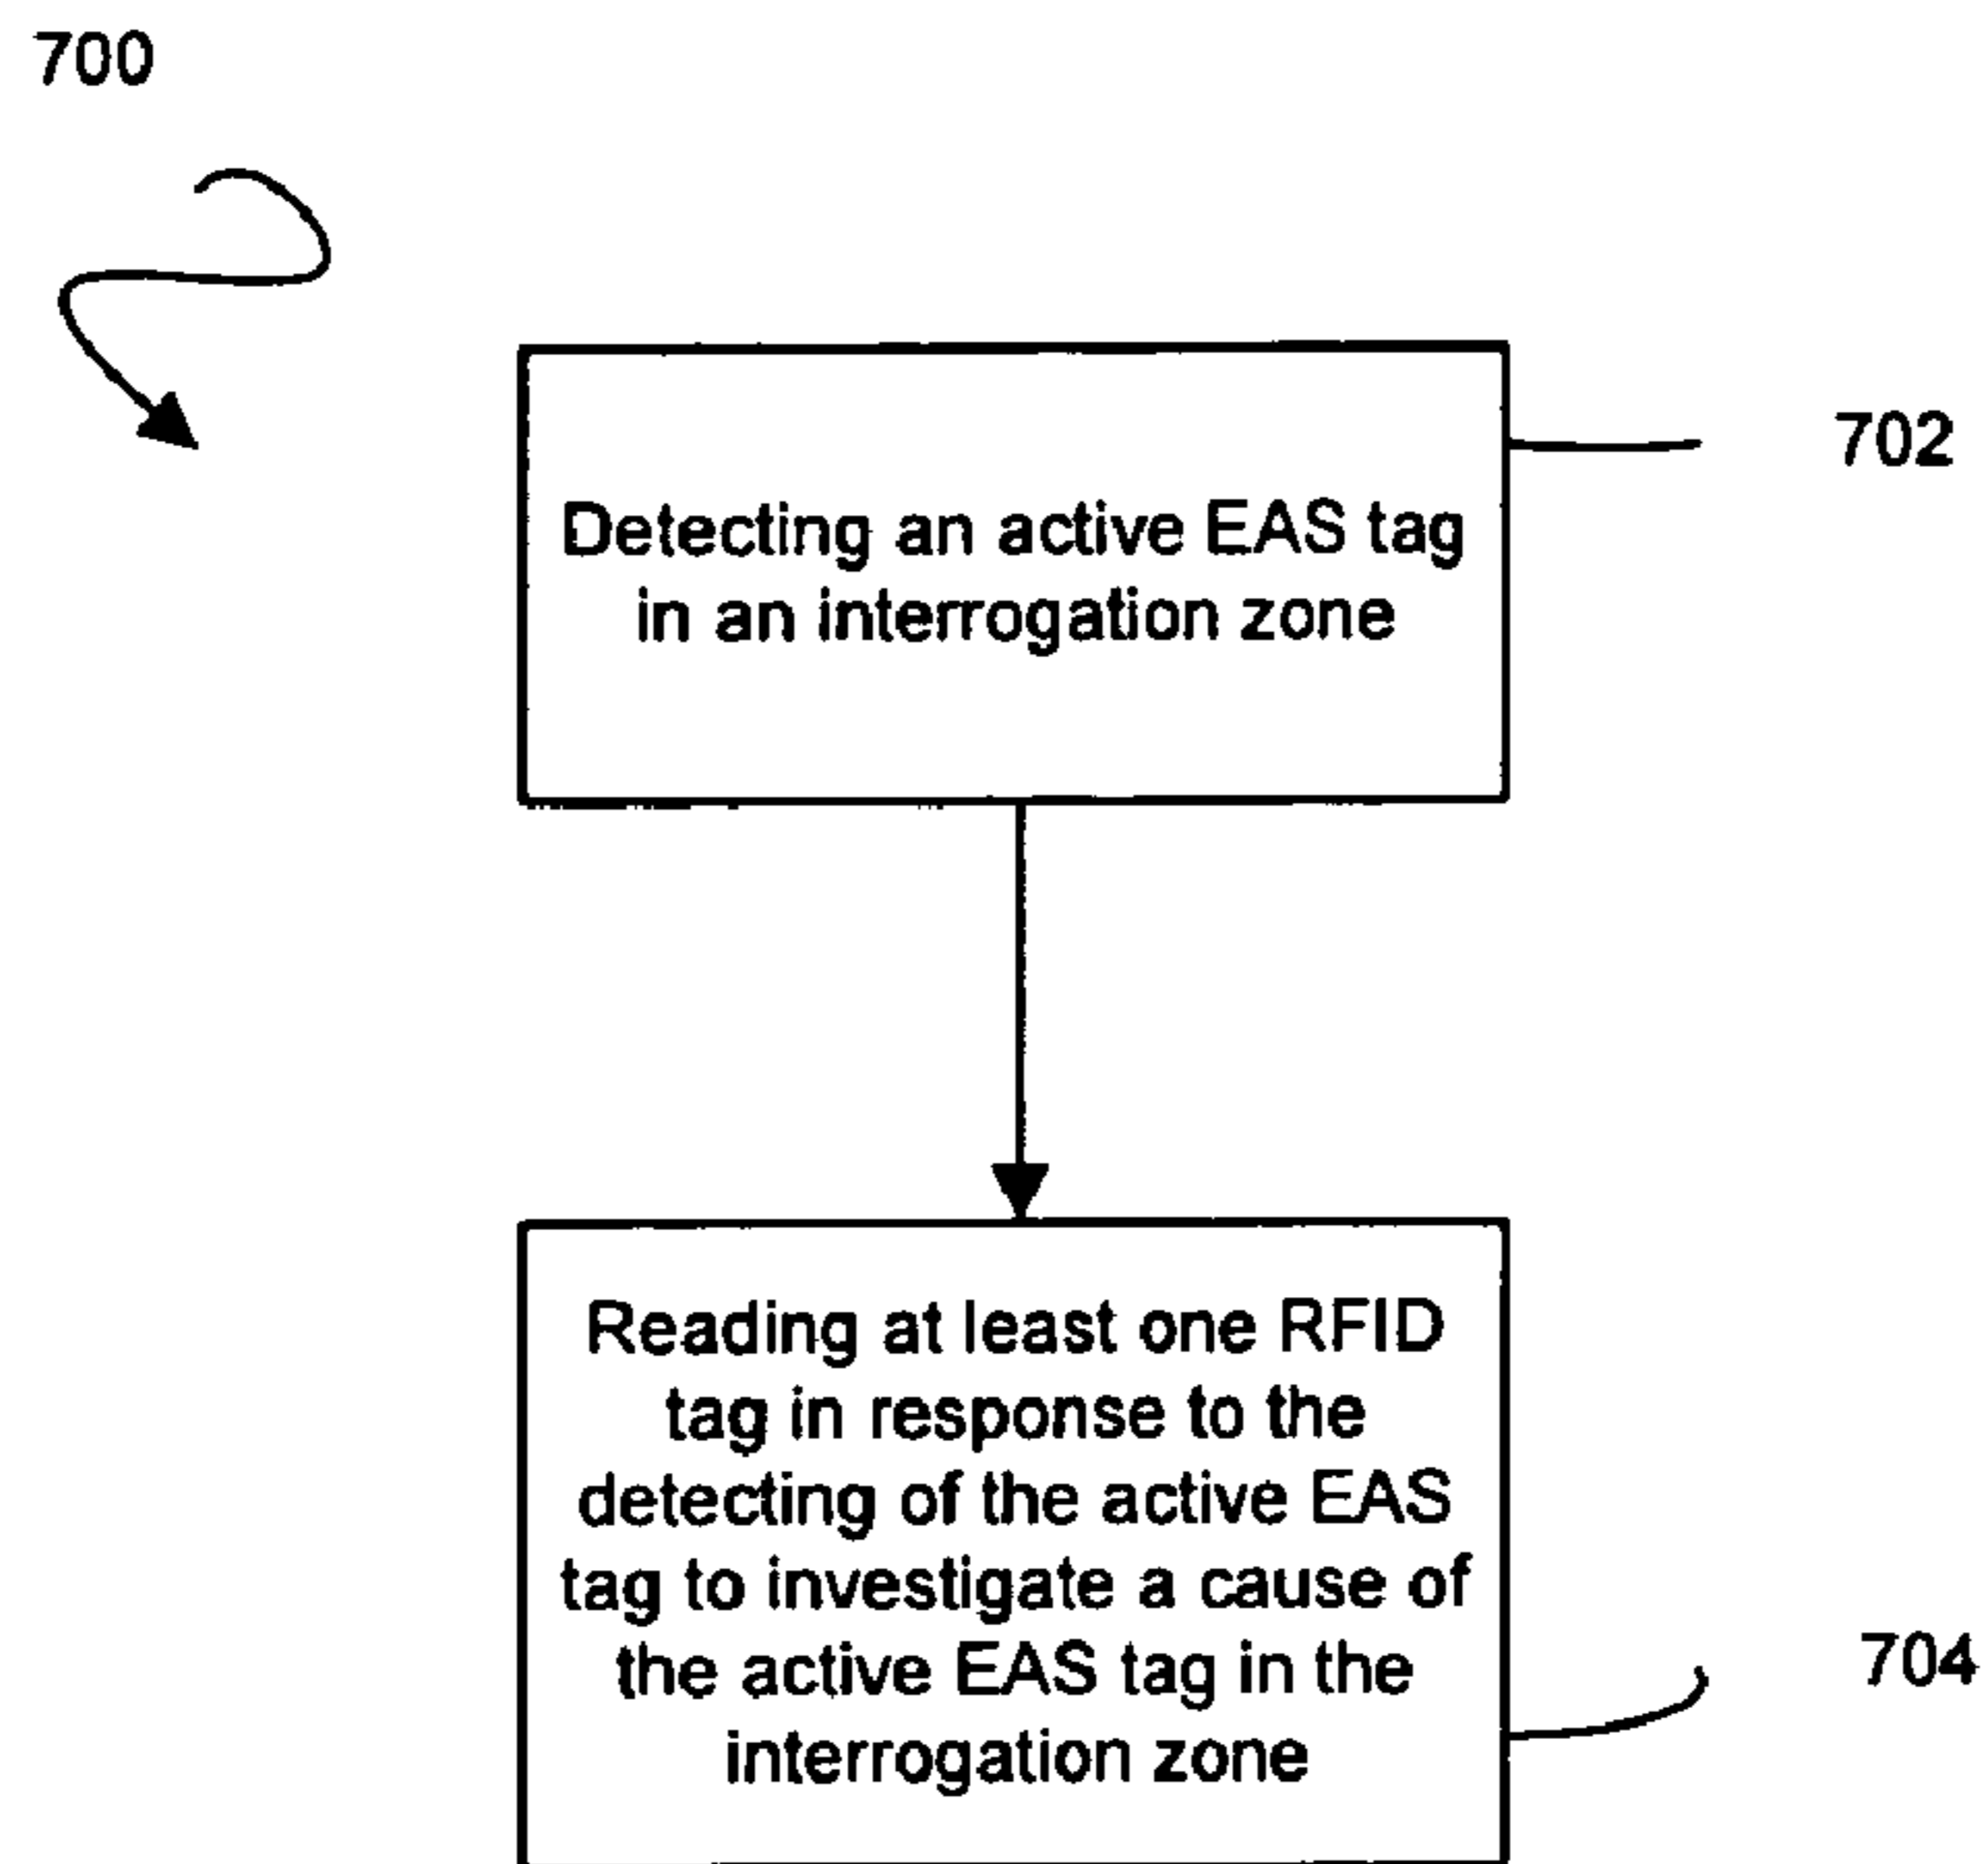 700
702
Detecting an active EAS tag
in an interrogation zone
Reading at least one RFID
tag in response to the
detecting of the active EAS
tag to investigate a cause of
the active EAS tag in the
interrogation zone
704